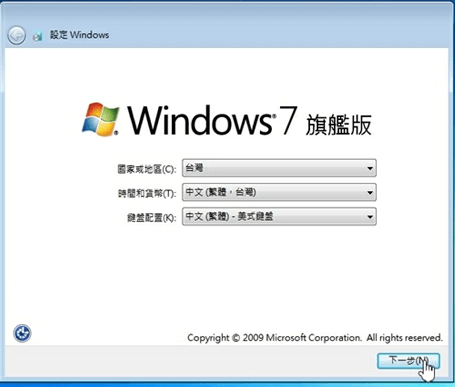 設定 Windows
Windows® 7 旗艦版
國家或地區(C): 台灣
時間和貨幣(T): 中文 (繁體，台灣)
鍵盤配置(K): 中文 (繁體) - 美式鍵盤
Copyright © 2009 Microsoft Corporation. All rights reserved.
下一步(N)